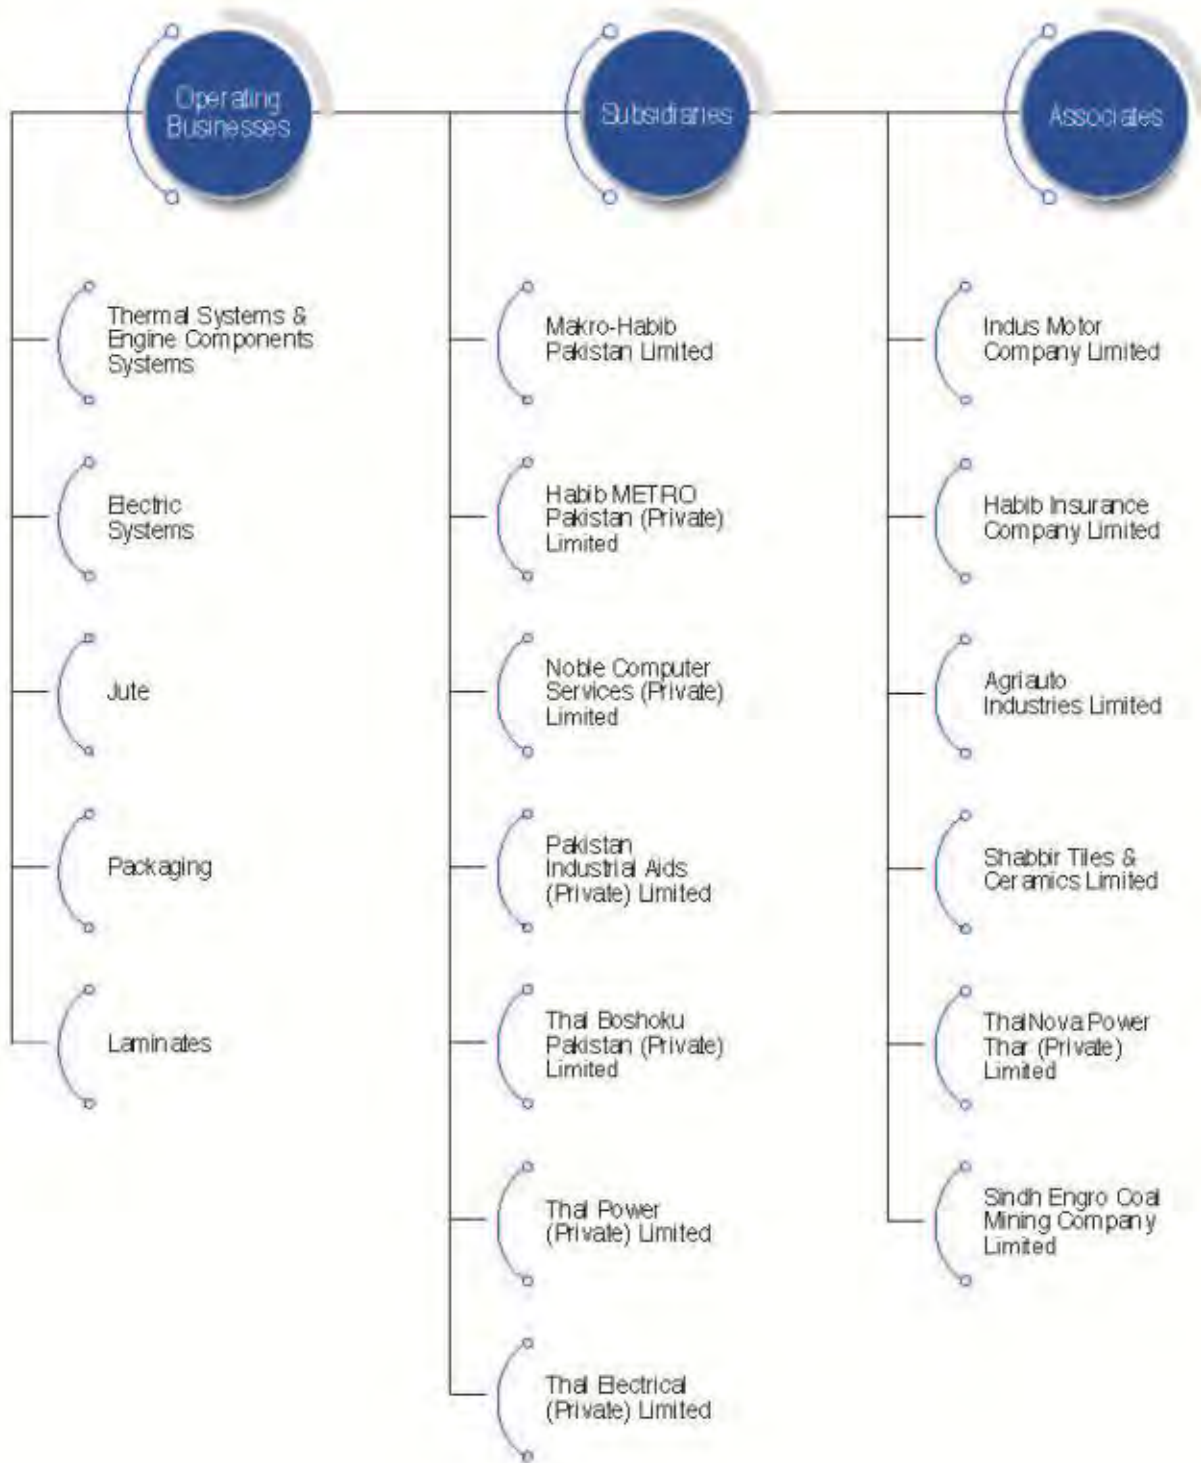 Operating
Businesses
Thermal Systems &
Engine Components
Systems
Electric
Systems
Jute
Packaging
Laminates
Subsidiaries
Makro-Habib
Pakistan Limited
Habib METRO
Pakistan (Private)
Limited
Noble Computer
Services (Private)
Limited
Pakistan
Industrial Aids
(Private) Limited
Thal Boshoku
Pakistan (Private)
Limited
Thal Power
(Private) Limited
Thal Electrical
(Private) Limited
Associates
Indus Motor
Company Limited
Habib Insurance
Company Limited
Agriauto
Industries Limited
Shabbir Tiles &
Ceramics Limited
ThalNova Power
Thar (Private)
Limited
Sindh Engro Coal
Mining Company
Limited